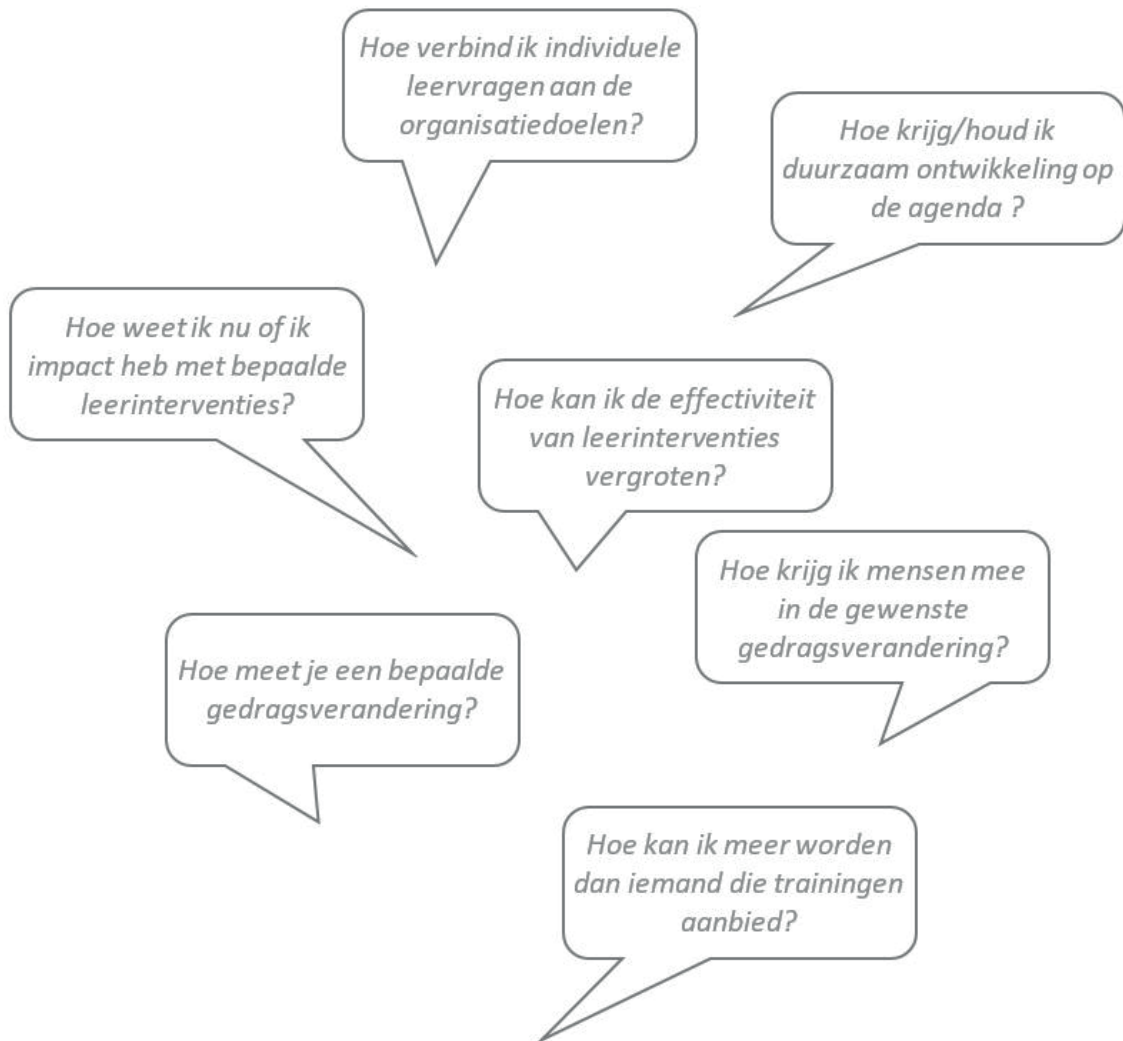 Hoe verbind ik individuele
leervragen aan de
organisatiedoelen?
Hoe krijg/houd ik
duurzaam ontwikkeling op
de agenda ?
Hoe weet ik nu of ik
impact heb met bepaalde
leerinterventies?
Hoe kan ik de effectiviteit
van leerinterventies
vergroten?
Hoe krijg ik mensen mee
in de gewenste
gedragsverandering?
Hoe meet je een bepaalde
gedragsverandering?
Hoe kan ik meer worden
dan iemand die trainingen
aanbied?